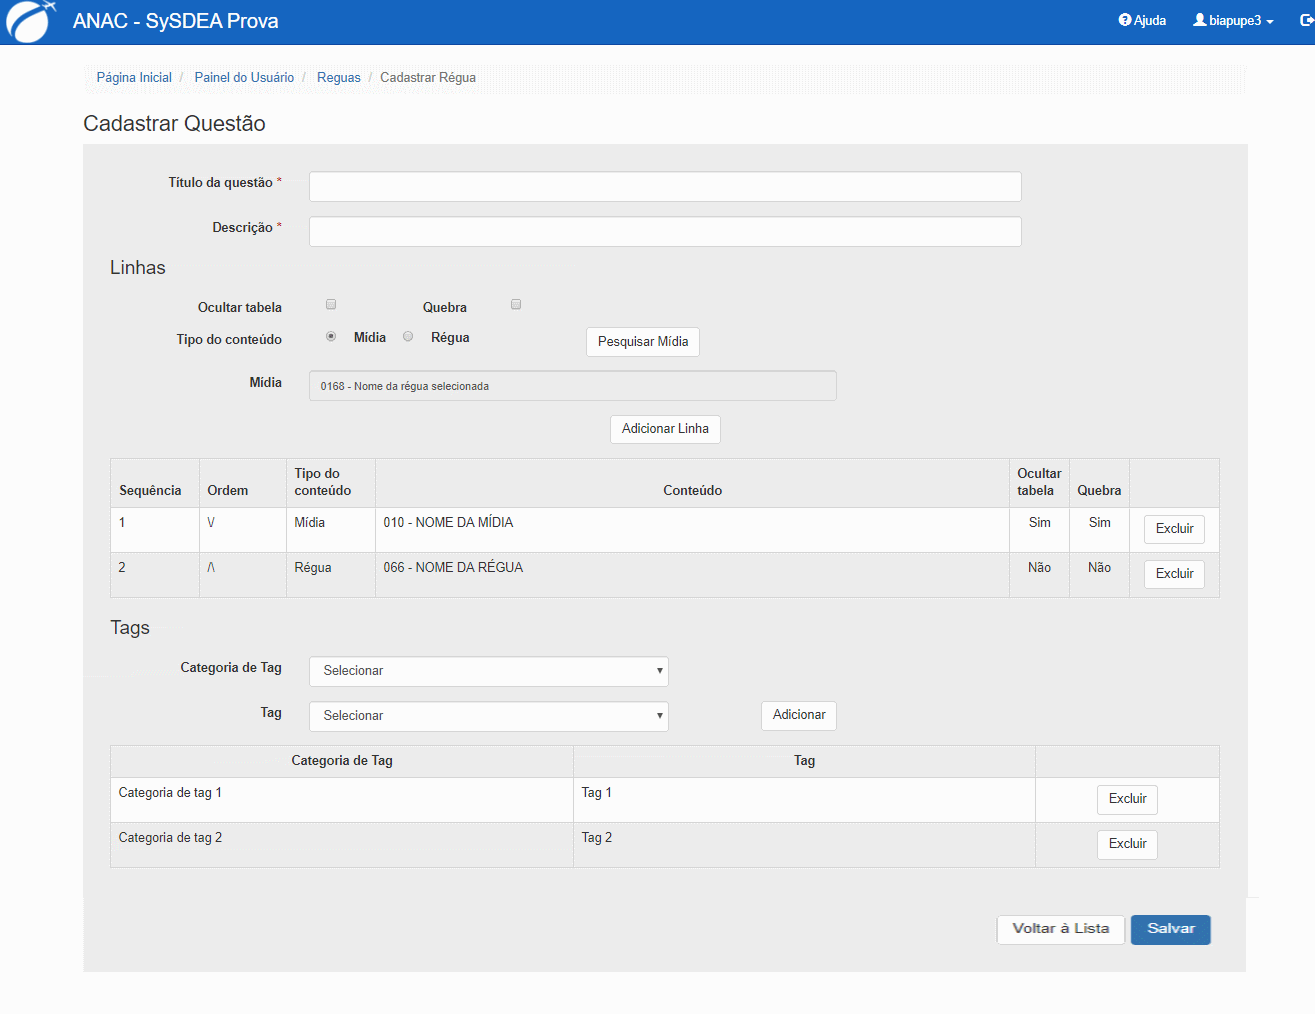 ANAC - SySDEA Prova
Ajuda
biapupe3
Página Inicial / Painel do Usuário / Reguas / Cadastrar Régua
Cadastrar Questão
Título da questão *
Descrição *
Linhas
Ocultar tabela Quebra
Tipo do conteúdo Mídia Régua Pesquisar Mídia
Mídia 0168 - Nome da régua selecionada
Adicionar Linha
Sequência Ordem Tipo do conteúdo Conteúdo Ocultar tabela Quebra
1 \/ Mídia 010 - NOME DA MÍDIA Sim Sim Excluir
2 /\ Régua 066 - NOME DA RÉGUA Não Não Excluir
Tags
Categoria de Tag Selecionar
Tag Selecionar Adicionar
Categoria de Tag Tag
Categoria de tag 1 Tag 1 Excluir
Categoria de tag 2 Tag 2 Excluir
Voltar à Lista Salvar